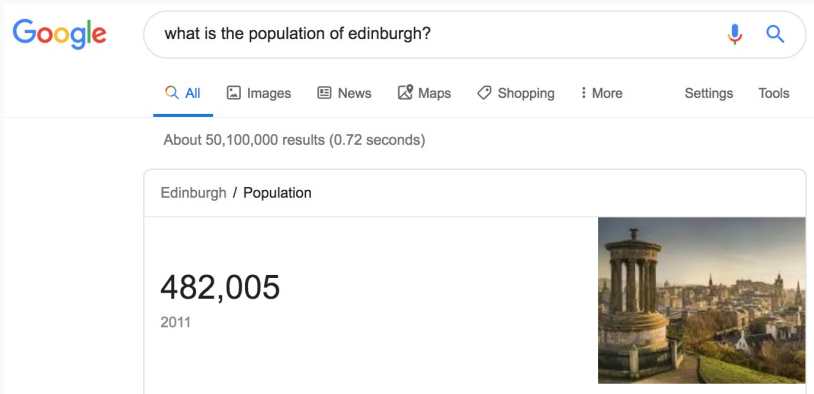 Google what is the population of edinburgh?
All Images News Maps Shopping More Settings Tools
About 50,100,000 results (0.72 seconds)
Edinburgh / Population
482,005
2011